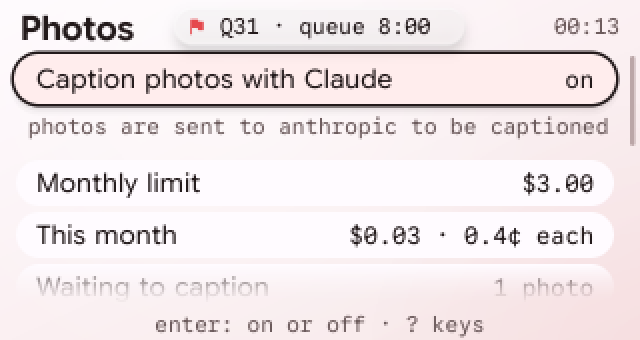 Photos Q31 · queue 8:00 00:13
Caption photos with Claude on
photos are sent to anthropic to be captioned
Monthly limit $3.00
This month $0.03 · 0.4¢ each
Waiting to caption 1 photo
enter: on or off · ? keys